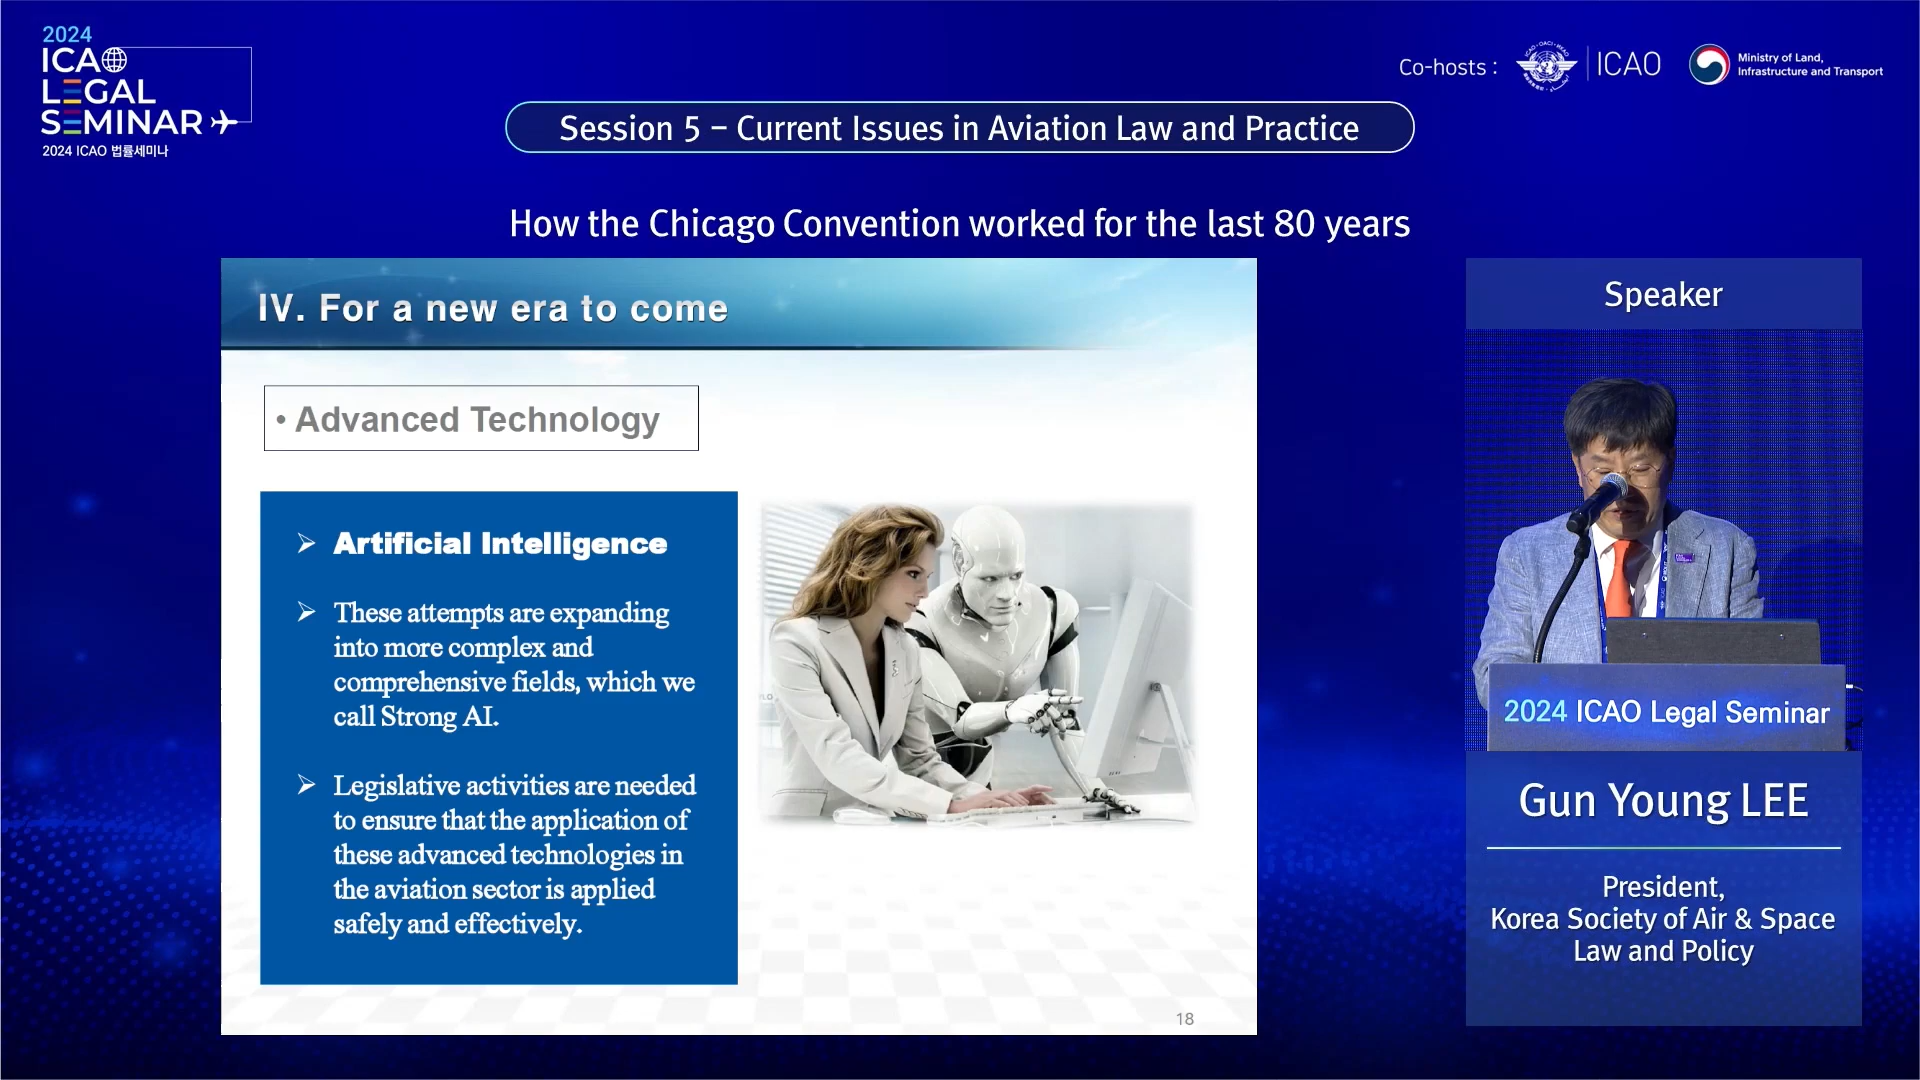 2024
ICAO
LEGAL
SEMINAR
2024 ICAO 법률세미나
Co-hosts :
ICAO
Ministry of Land,
Infrastructure and Transport
Session 5 – Current Issues in Aviation Law and Practice
How the Chicago Convention worked for the last 80 years
IV. For a new era to come
• Advanced Technology
➢ Artificial Intelligence
➢ These attempts are expanding
into more complex and
comprehensive fields, which we
call Strong AI.
➢ Legislative activities are needed
to ensure that the application of
these advanced technologies in
the aviation sector is applied
safely and effectively.
18
Speaker
2024 ICAO Legal Seminar
Gun Young LEE
President,
Korea Society of Air & Space
Law and Policy